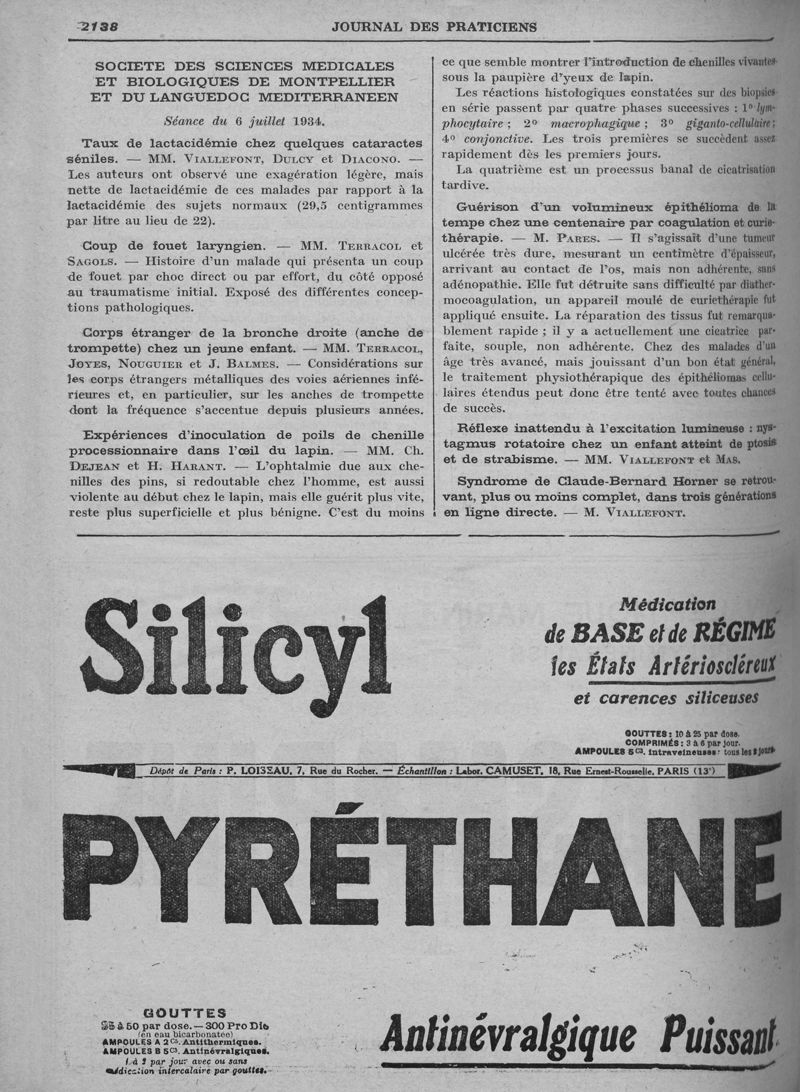 2138
JOURNAL DES PRATICIENS
SOCIETE DES SCIENCES MEDICALES
ET BIOLOGIQUES DE MONTPELLIER
ET DU LANGUEDOC MEDITERRANEEN
Séance du 6 juillet 1934.
Taux de lactacidémie chez quelques cataractes
séniles. — MM. VIALLEFONT, DULCY et DIACONO. —
Les auteurs ont observé une exagération légère, mais
nette de lactacidémie de ces malades par rapport à la
lactacidémie des sujets normaux (29,5 centigrammes
par litre au lieu de 22).
Coup de fouet laryngien. — MM. TERRACOL et
SAGOLS. — Histoire d'un malade qui présenta un coup
de fouet par choc direct ou par effort, du côté opposé
au traumatisme initial. Exposé des différentes concep-
tions pathologiques.
Corps étranger de la bronche droite (anche de
trompette) chez un jeune enfant. — MM. TERRACOL,
JOYES, NOUGUIER et J. BALMES. — Considérations sur
les corps étrangers métalliques des voies aériennes infé-
rieures et, en particulier, sur les anches de trompette
dont la fréquence s'accentue depuis plusieurs années.
Expériences d'inoculation de poils de chenille
processionnaire dans l'œil du lapin. — MM. Ch.
DEJEAN et H. HARANT. — L'ophtalmie due aux che-
nilles des pins, si redoutable chez l'homme, est aussi
violente au début chez le lapin, mais elle guérit plus vite,
reste plus superficielle et plus bénigne. C'est du moins
ce que semble montrer l'introduction de chenilles vivantes
sous la paupière d'yeux de lapin.
Les réactions histologiques constatées sur des biopsies
en série passent par quatre phases successives : 1º lym-
phocytaire ; 2º macrophagique ; 3º giganto-cellulaire ;
4º conjonctive. Les trois premières se succèdent assez
rapidement dès les premiers jours.
La quatrième est un processus banal de cicatrisation
tardive.
Guérison d'un volumineux épithélioma de la
tempe chez une centenaire par coagulation et curie-
thérapie. — M. PARES. — Il s'agissait d'une tumeur
ulcérée très dure, mesurant un centimètre d'épaisseur,
arrivant au contact de l'os, mais non adhérente, sans
adénopathie. Elle fut détruite sans difficulté par diather-
mocoagulation, un appareil moulé de curiethérapie fut
appliqué ensuite. La réparation des tissus fut remarqua-
blement rapide ; il y a actuellement une cicatrice par-
faite, souple, non adhérente. Chez des malades d'un
âge très avancé, mais jouissant d'un bon état général,
le traitement physiothérapique des épithéliomas cellu-
laires étendus peut donc être tenté avec toutes chances
de succès.
Réflexe inattendu à l'excitation lumineuse : nys-
tagmus rotatoire chez un enfant atteint de ptosis
et de strabisme. — MM. VIALLEFONT et MAS.
Syndrome de Claude-Bernard Horner se retrou-
vant, plus ou moins complet, dans trois générations
en ligne directe. — M. VIALLEFONT.
Silicyl
Médication
de BASE et de RÉGIME
les États Artérioscléreux
et carences siliceuses
GOUTTES : 10 à 25 par dose.
COMPRIMÉS : 3 à 6 par jour.
AMPOULES 5cs. Intraveineuses : tous les 2 jours
Dépôt de Paris : P. LOISEAU, 7, Rue du Rocher. — Échantillon : Labor. CAMUSET, 18, Rue Ernest-Rousselle, PARIS (13e)
PYRÉTHANE
GOUTTES
25 à 50 par dose. — 300 Pro Die
(en eau bicarbonatée)
AMPOULES A 2cs. Antithermiques.
AMPOULES B 5cs. Antinévralgiques.
1 à 2 par jour avec ou sans
médication intercalaire par gouttes.
Antinévralgique Puissant